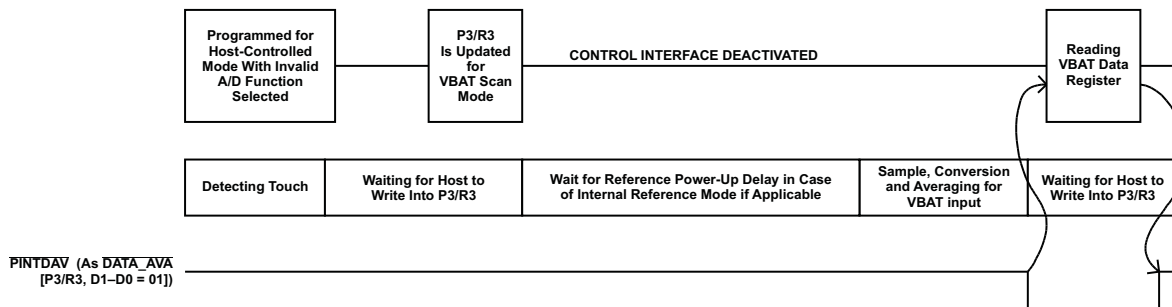 Programmed for
Host-Controlled
Mode With Invalid
A/D Function
Selected
P3/R3
Is Updated
for
VBAT Scan
Mode
CONTROL INTERFACE DEACTIVATED
Reading
VBAT Data
Register
Detecting Touch
Waiting for Host to
Write Into P3/R3
Wait for Reference Power-Up Delay in Case
of Internal Reference Mode if Applicable
Sample, Conversion
and Averaging for
VBAT input
Waiting for Host to
Write Into P3/R3
PINTDAV (As DATA_AVA
[P3/R3, D1–D0 = 01])